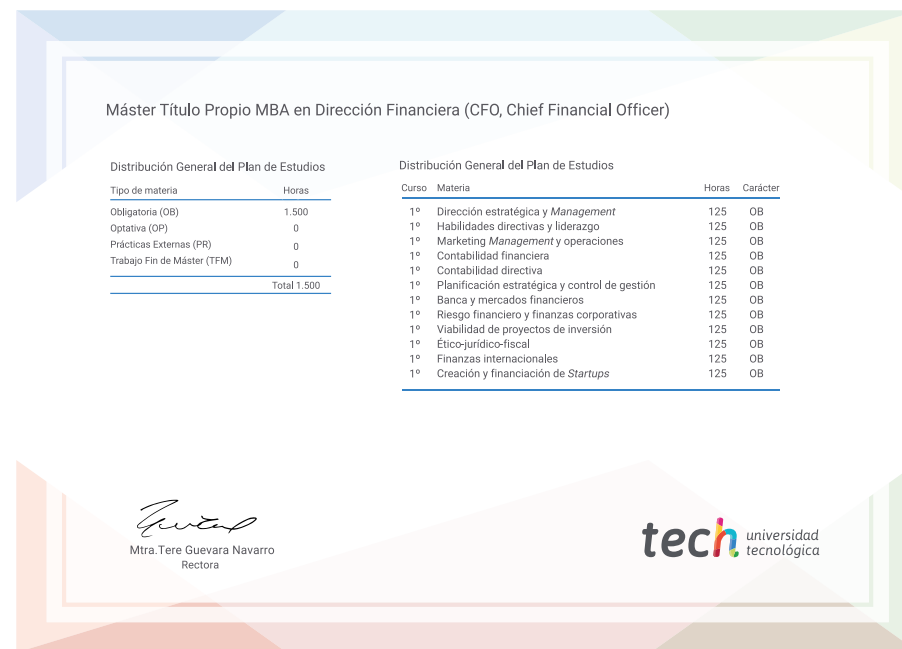 Máster Título Propio MBA en Dirección Financiera (CFO, Chief Financial Officer)
Distribución General del Plan de Estudios
Tipo de materia Horas
Obligatoria (OB) 1.500
Optativa (OP) 0
Prácticas Externas (PR) 0
Trabajo Fin de Máster (TFM) 0
Total 1.500
Distribución General del Plan de Estudios
Curso Materia Horas Carácter
1º Dirección estratégica y Management 125 OB
1º Habilidades directivas y liderazgo 125 OB
1º Marketing Management y operaciones 125 OB
1º Contabilidad financiera 125 OB
1º Contabilidad directiva 125 OB
1º Planificación estratégica y control de gestión 125 OB
1º Banca y mercados financieros 125 OB
1º Riesgo financiero y finanzas corporativas 125 OB
1º Viabilidad de proyectos de inversión 125 OB
1º Ético-jurídico-fiscal 125 OB
1º Finanzas internacionales 125 OB
1º Creación y financiación de Startups 125 OB
Mtra.Tere Guevara Navarro
Rectora
tech universidad
tecnológica